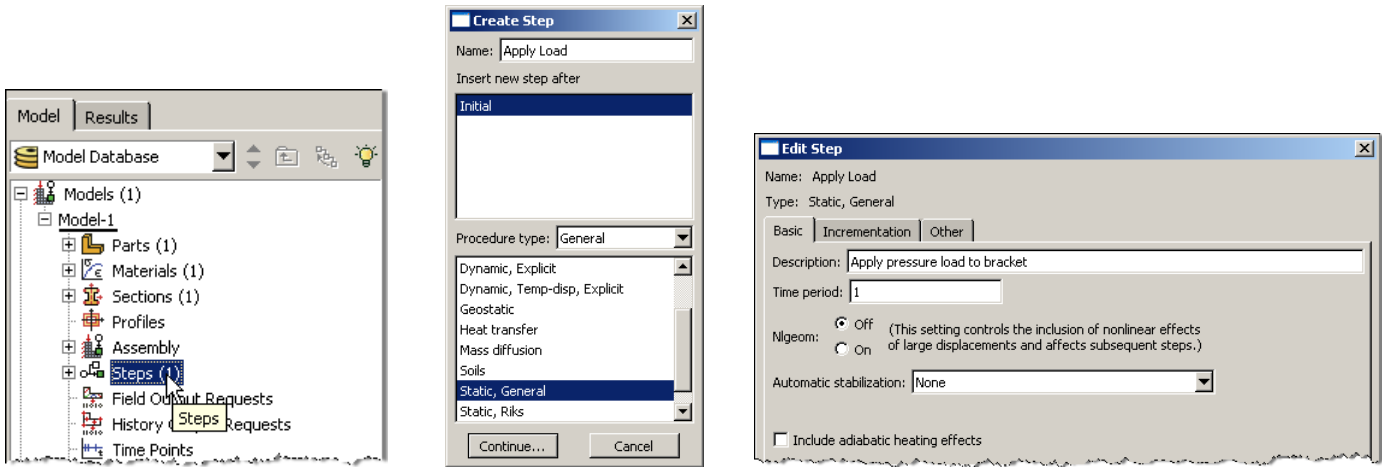 Model Results
Model Database
Models (1)
Model-1
Parts (1)
Materials (1)
Sections (1)
Profiles
Assembly
Steps (1)
Field Output Requests
Steps
History Requests
Time Points
Create Step
Name: Apply Load
Insert new step after
Initial
Procedure type: General
Dynamic, Explicit
Dynamic, Temp-disp, Explicit
Geostatic
Heat transfer
Mass diffusion
Soils
Static, General
Static, Riks
Continue... Cancel
Edit Step
Name: Apply Load
Type: Static, General
Basic Incrementation Other
Description: Apply pressure load to bracket
Time period: 1
Nlgeom: Off (This setting controls the inclusion of nonlinear effects
On of large displacements and affects subsequent steps.)
Automatic stabilization: None
Include adiabatic heating effects